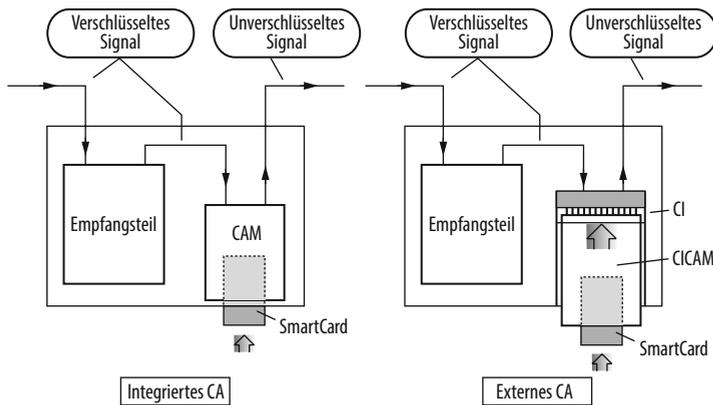 Verschlüsseltes
Signal
Unverschlüsseltes
Signal
Empfangsteil
CAM
SmartCard
Integriertes CA
Verschlüsseltes
Signal
Unverschlüsseltes
Signal
Empfangsteil
CI
CICAM
SmartCard
Externes CA